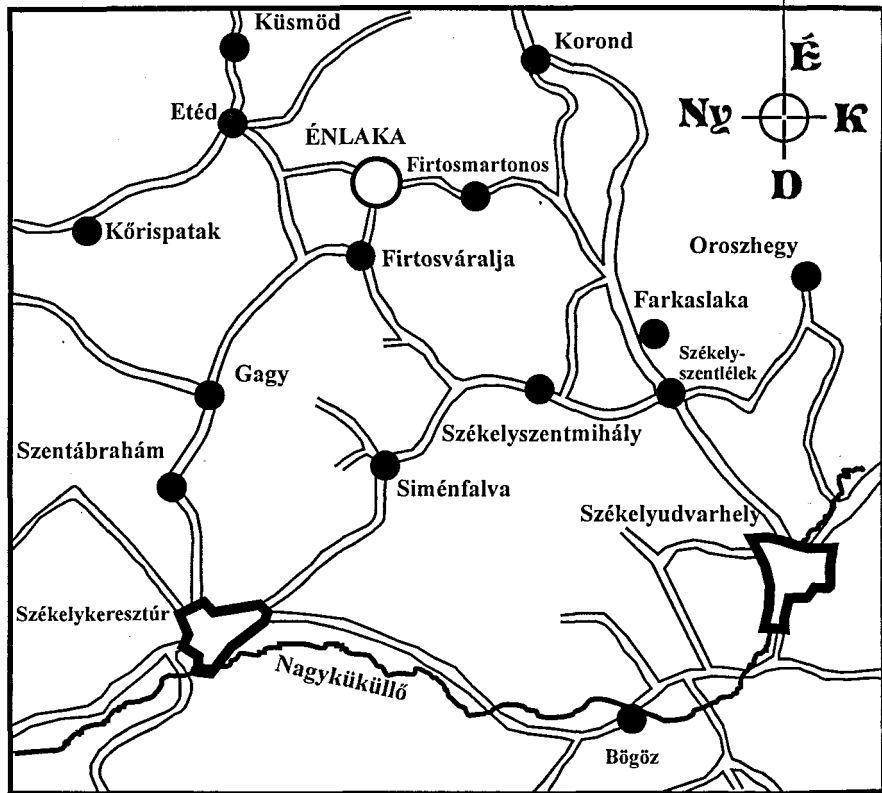 Küsmöd
Korond
É
Etéd
Ny
K
ÉNLAKA
Firtosmartonos
D
Kőrispatak
Oroszhegy
Firtosváralja
Farkaslaka
Gagy
Székely-
szentlélek
Székelyszentmihály
Szentábrahám
Siménfalva
Székelyudvarhely
Székelykeresztúr
Nagyküküllő
Bögöz